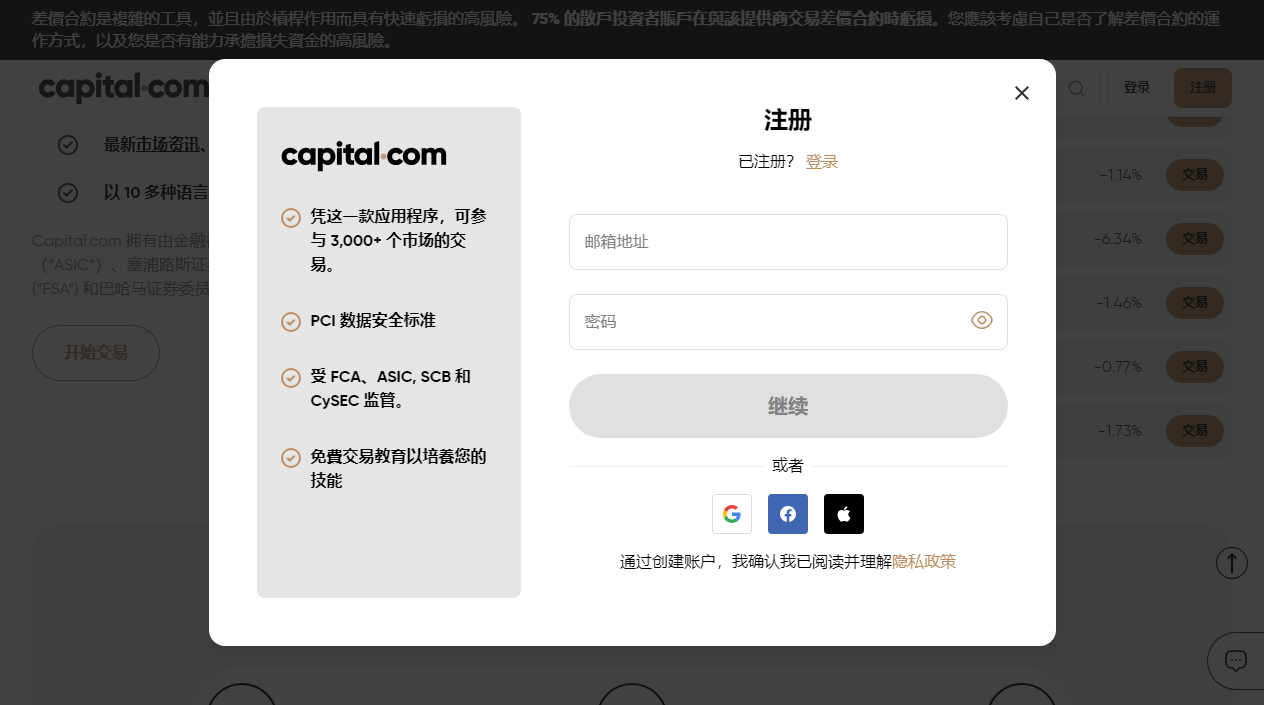 差價合約是複雜的工具，並且由於槓桿作用而具有快速虧損的高風險。 75% 的散戶投資者賬戶在與該提供商交易差價合約時虧損。您應該考慮自己是否了解差價合約的運
作方式，以及您是否有能力承擔損失資金的高風險。
capital.com
登录
注册
最新市场资讯、
以 10 多种语言
Capital.com 拥有由金融
（"ASIC"）、塞浦路斯证
("FSA") 和巴哈马证券委员
开始交易
-1.14%
交易
-6.34%
交易
-1.46%
交易
-0.77%
交易
-1.73%
交易
capital.com
凭这一款应用程序，可参
与 3,000+ 个市场的交
易。
PCI 数据安全标准
受 FCA、ASIC, SCB 和
CySEC 监管。
免費交易教育以培養您的
技能
注册
已注册？ 登录
邮箱地址
密码
继续
或者
通过创建账户，我确认我已阅读并理解隐私政策